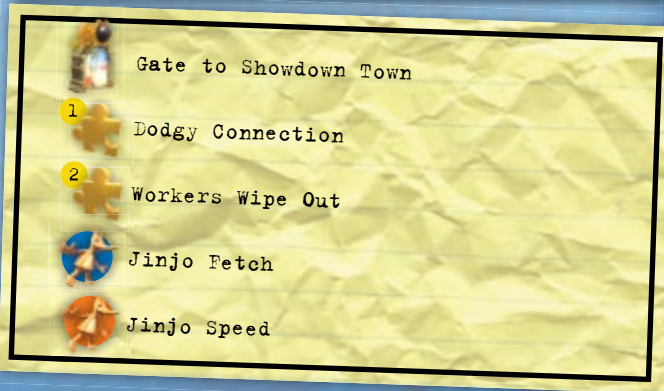 Gate to Showdown Town
1
Dodgy Connection
2
Workers Wipe Out
Jinjo Fetch
Jinjo Speed